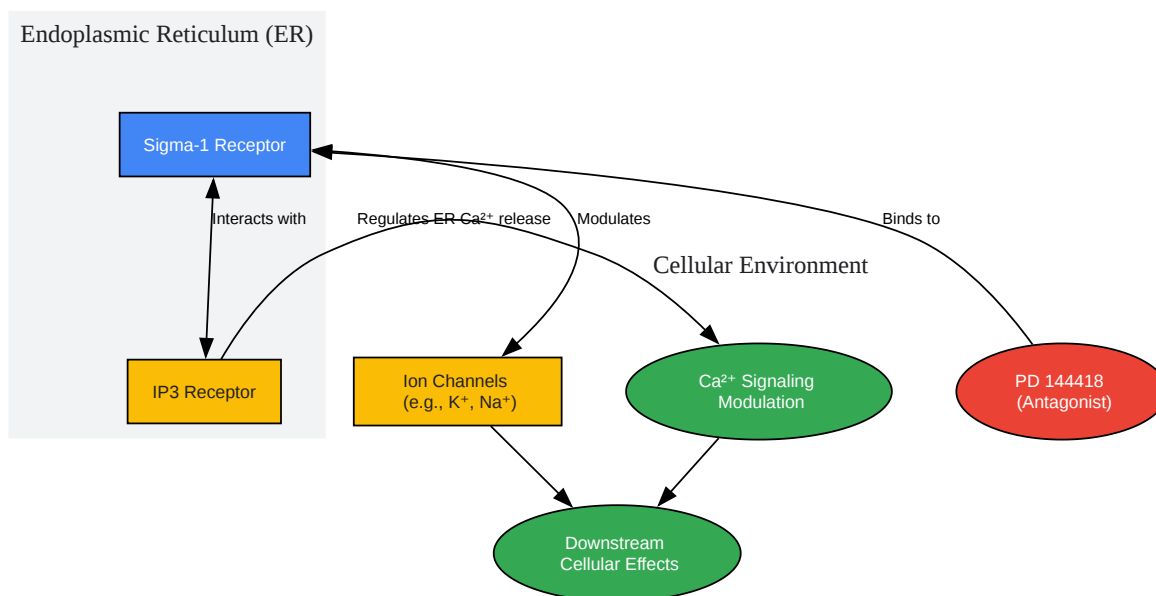 Endoplasmic Reticulum (ER)
Sigma-1 Receptor
Interacts with
Regulates ER Ca²⁺ release
Modulates
Binds to
Cellular Environment
IP3 Receptor
Ion Channels
(e.g., K⁺, Na⁺)
Ca²⁺ Signaling
Modulation
PD 144418
(Antagonist)
Downstream
Cellular Effects